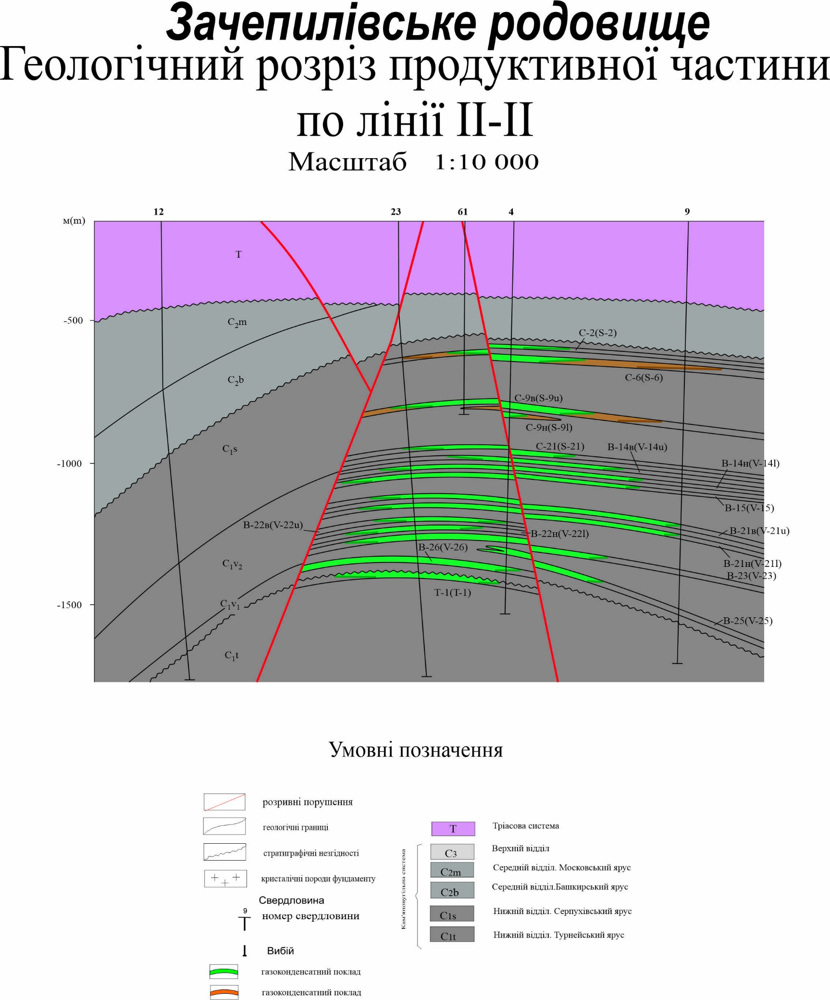 Зачепилівське родовище
Геологічний розріз продуктивної частини
по лінії II-II
Масштаб 1:10 000
12 23 61 4 9
м(m)
T
-500
C2m
C-2(S-2)
C-6(S-6)
C2b
C-9в(S-9u)
C-9н(S-9l)
C1s
C-21(S-21)
B-14в(V-14u)
-1000
B-14н(V-14l)
B-15(V-15)
B-22в(V-22u)
B-22н(V-22l)
B-21в(V-21u)
B-26(V-26)
C1v2
B-21н(V-21l)
B-23(V-23)
T-1(T-1)
C1v1
-1500
B-25(V-25)
C1t
Умовні позначення
розривні порушення
геологічні границі
стратиграфічні незгідності
кристалічні породи фундаменту
Свердловина
9
номер свердловини
Вибій
газоконденсатний поклад
газоконденсатний поклад
Кам'яновугільна система
T Тріасова система
C3 Верхній відділ
C2m Середній відділ. Московський ярус
C2b Середній відділ.Башкирський ярус
C1s Нижній відділ. Серпухівський ярус
C1t Нижній відділ. Турнейський ярус